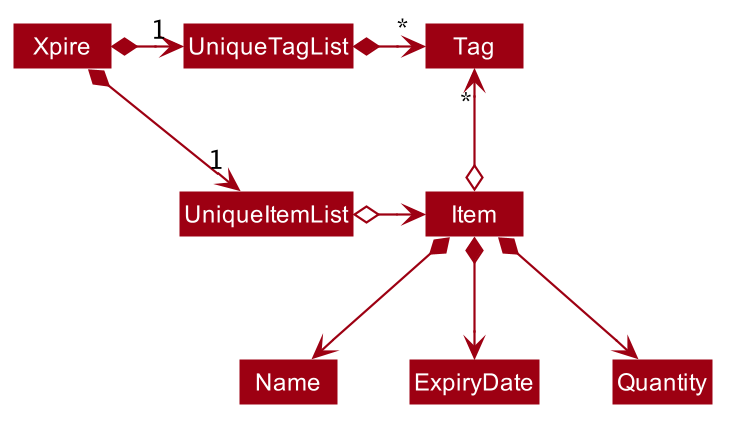 Xpire
1
UniqueTagList
*
Tag
*
1
UniqueItemList
Item
Name
ExpiryDate
Quantity